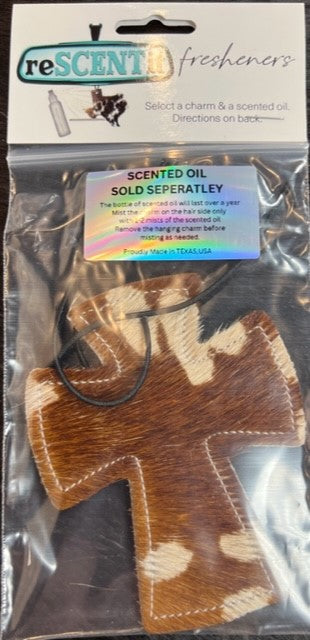 reSCENT it fresheners
Select a charm & a scented oil.
Directions on back.
SCENTED OIL
SOLD SEPERATLEY
The bottle of scented oil will last over a year
Mist the charm on the hair side only
with 1-2 mists of the scented oil
Remove the hanging charm before
misting as needed.
Proudly Made in TEXAS, USA